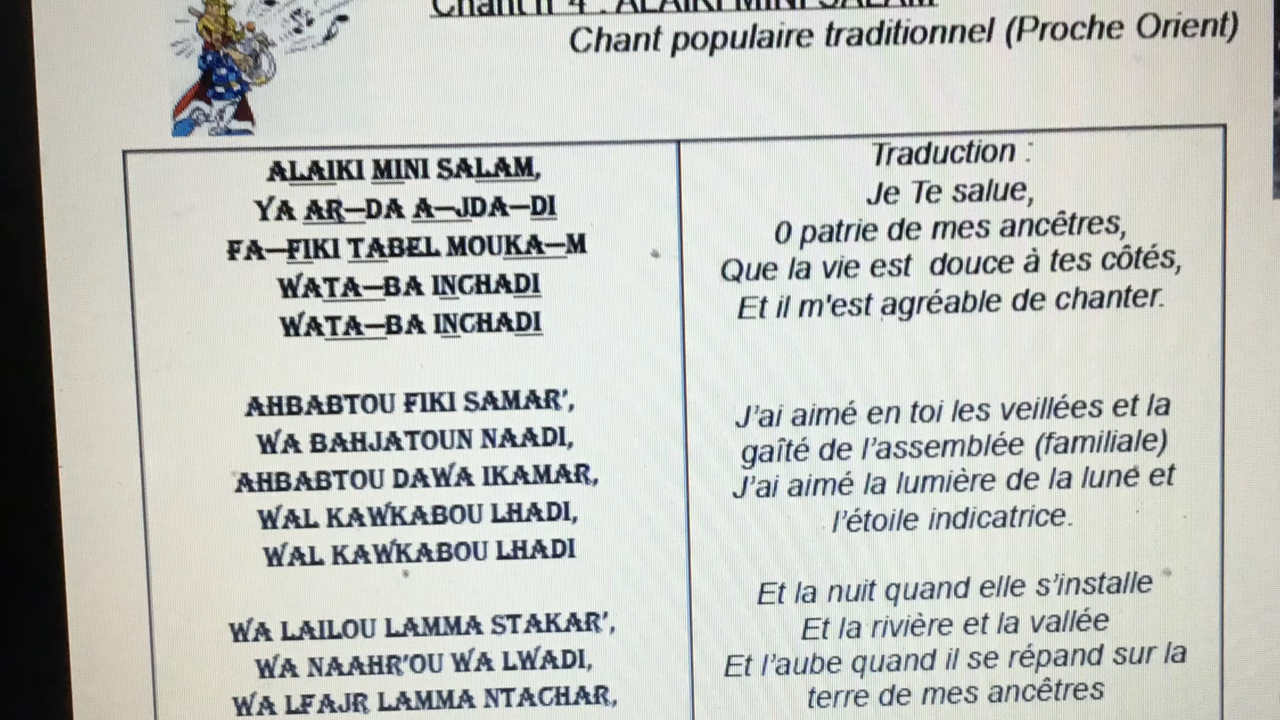 Chant n°4 : ALAIKI MINI SALAM
Chant populaire traditionnel (Proche Orient)
ALAIKI MINI SALAM,
YA AR–DA A–JDA–DI
FA–FIKI TABEL MOUKA–M
WATA–BA INCHADI
WATA–BA INCHADI
AHBABTOU FIKI SAMAR’,
WA BAHJATOUN NAADI,
AHBABTOU DAWA IKAMAR,
WAL KAWKABOU LHADI,
WAL KAWKABOU LHADI
WA LAILOU LAMMA STAKAR’,
WA NAAHR’OU WA LWADI,
WA LFAJR LAMMA NTACHAR,
Traduction :
Je Te salue,
0 patrie de mes ancêtres,
Que la vie est douce à tes côtés,
Et il m'est agréable de chanter.
J’ai aimé en toi les veillées et la
gaîté de l’assemblée (familiale)
J’ai aimé la lumière de la lune et
l’étoile indicatrice.
Et la nuit quand elle s’installe
Et la rivière et la vallée
Et l’aube quand il se répand sur la
terre de mes ancêtres